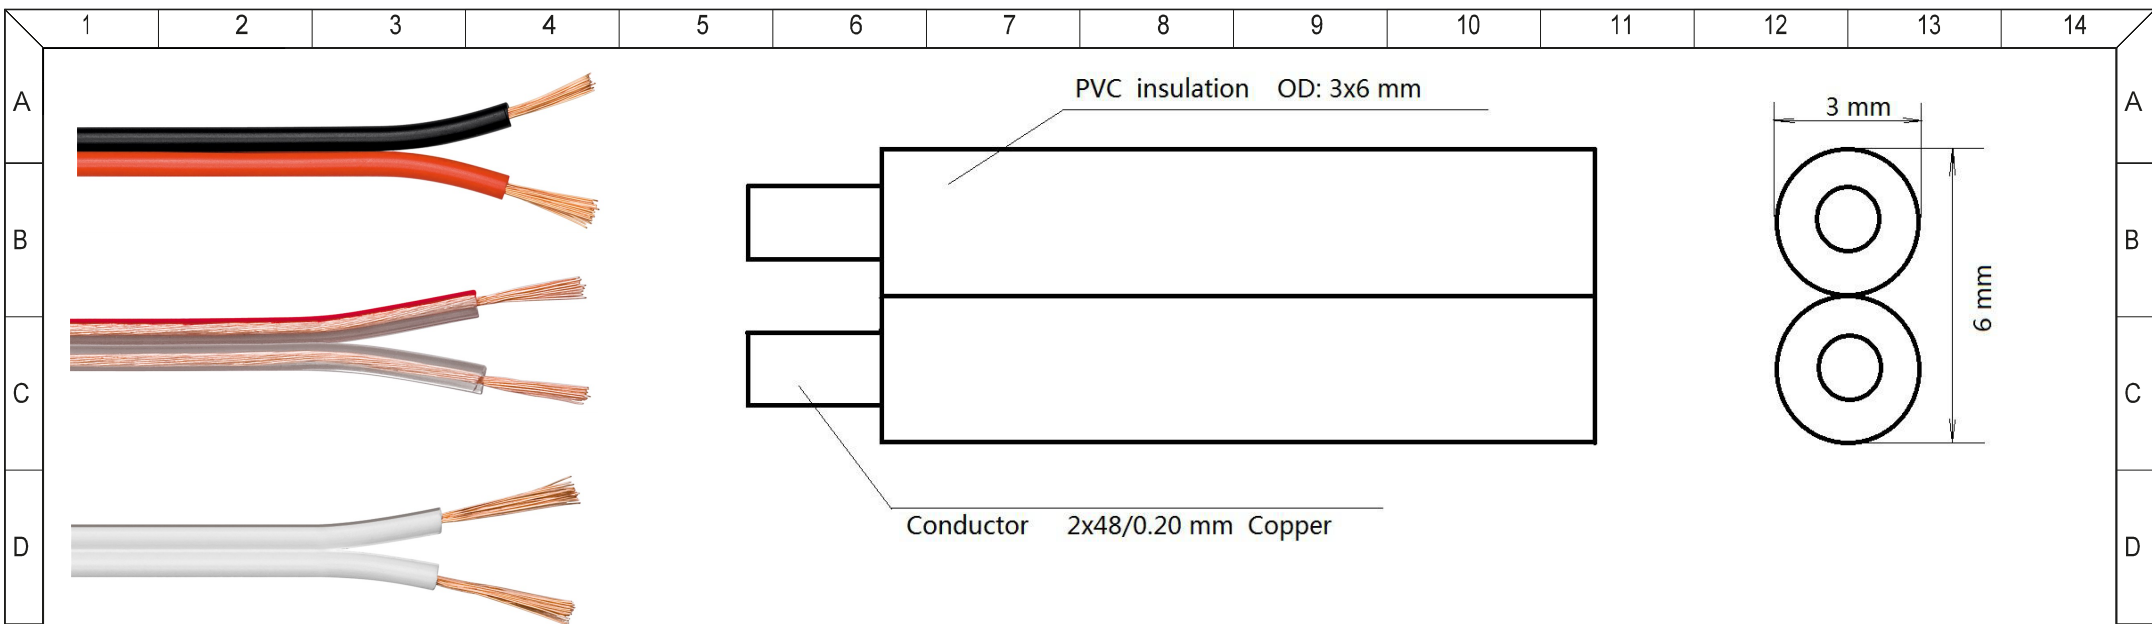 1 2 3 4 5 6 7 8 9 10 11 12 13 14
A A
PVC insulation OD: 3x6 mm
3 mm
B B
6 mm
C C
Conductor 2x48/0.20 mm Copper
D D